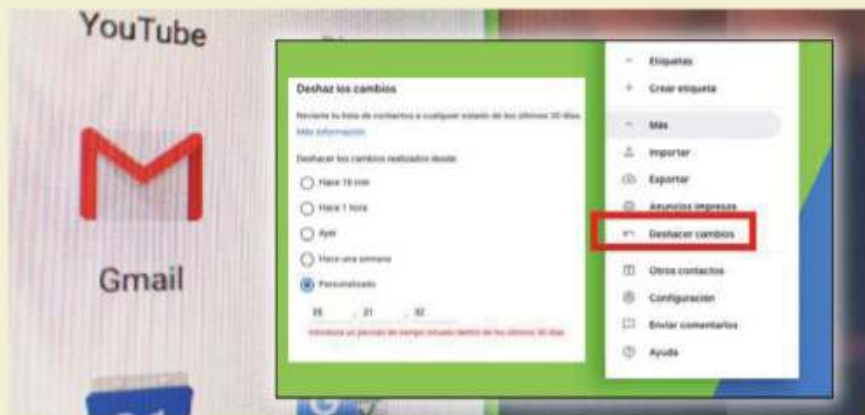 YouTube
Gmail
Deshaz los cambios
Revierte tu lista de contactos a cualquier estado de los últimos 30 días.
Más información
Deshacer los cambios realizados desde:
Hace 10 min
Hace 1 hora
Ayer
Hace una semana
Personalizado
21
Introduce un periodo de tiempo situado dentro de los últimos 30 días
Etiquetas
Crear etiqueta
Más
Importar
Exportar
Anuncios impresos
Deshacer cambios
Otros contactos
Configuración
Enviar comentarios
Ayuda